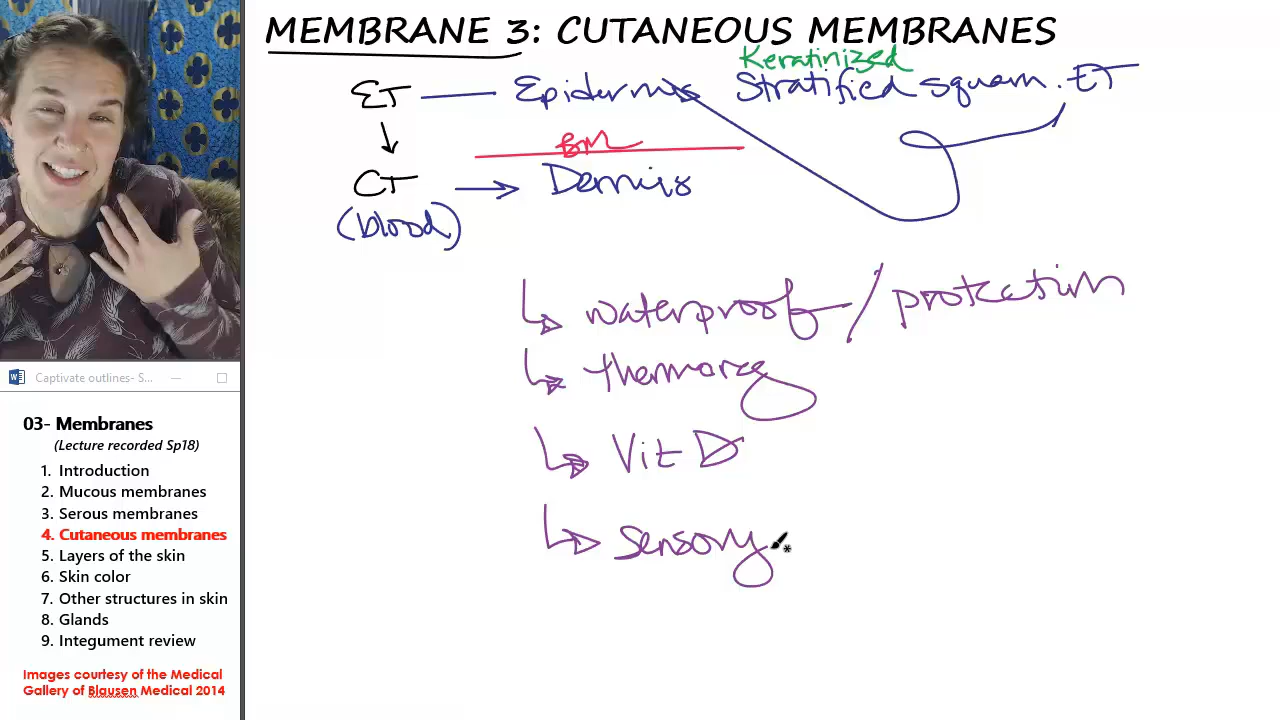 MEMBRANE 3: CUTANEOUS MEMBRANES
Keratinized
ET Epidermis Stratified squam. ET
BM
CT Dermis
(blood)
waterproof / protection
thermoreg
Vit D
sensory
Captivate outlines- S...
03- Membranes
(Lecture recorded Sp18)
1. Introduction
2. Mucous membranes
3. Serous membranes
4. Cutaneous membranes
5. Layers of the skin
6. Skin color
7. Other structures in skin
8. Glands
9. Integument review
Images courtesy of the Medical
Gallery of Blausen Medical 2014